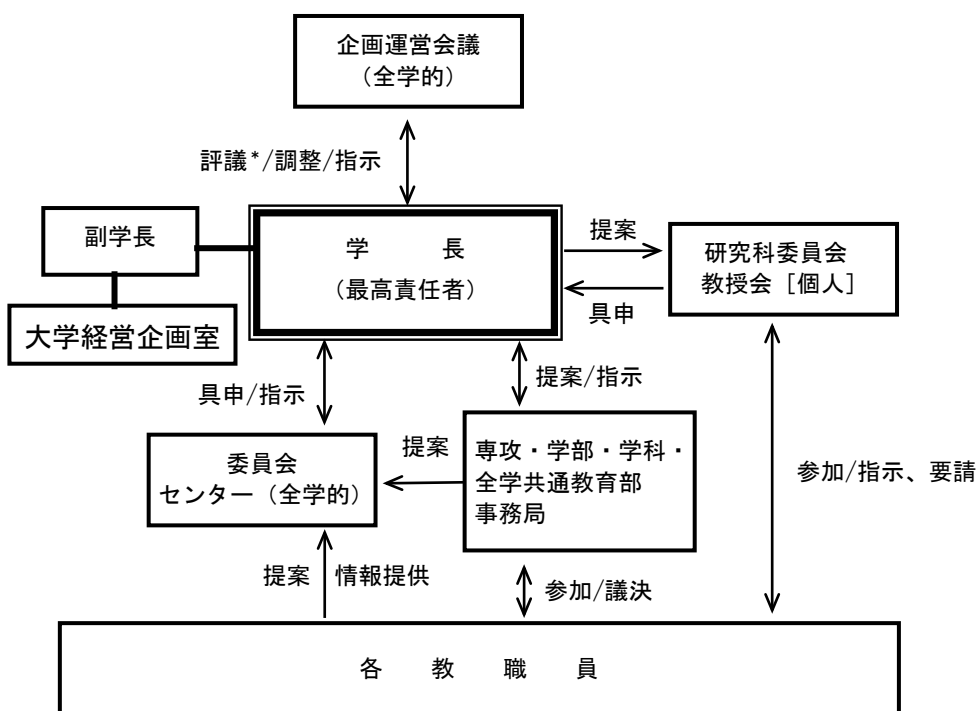 企画運営会議
（全学的）
評議*/調整/指示
副学長
学　　長
（最高責任者）
提案
具申
研究科委員会
教授会［個人］
大学経営企画室
具申/指示
提案/指示
委員会
センター（全学的）
提案
専攻・学部・学科・
全学共通教育部
事務局
参加/指示、要請
提案　情報提供
参加/議決
各　教　職　員